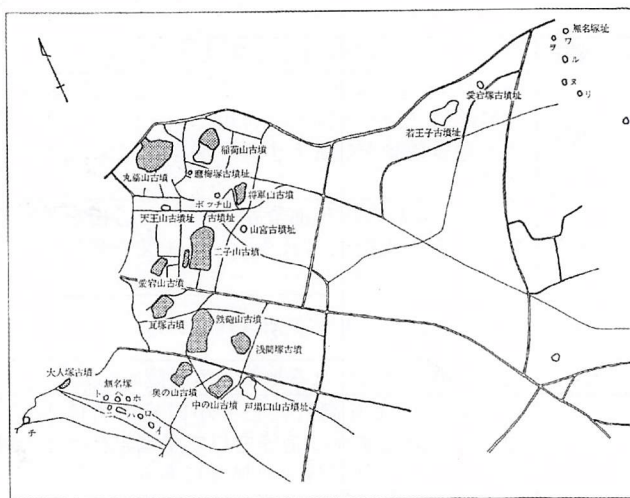 無名塚址
ヲ
ワ
ル
ヌ
リ
愛宕塚古墳址
若王子古墳址
稲荷山古墳
丸墓山古墳
磨梅塚古墳址
将軍山古墳
ボッチ山
古墳址
天王山古墳址
山宮古墳址
二子山古墳
愛宕山古墳
瓦塚古墳
鉄砲山古墳
浅間塚古墳
大人塚古墳
無名塚
ト
ヘ
ホ
ニ
ハ
ロ
イ
チ
奥の山古墳
中の山古墳
戸場口山古墳址